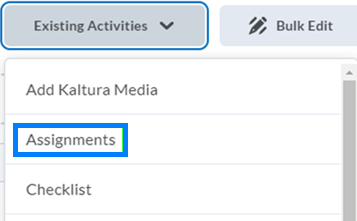 Existing Activities Bulk Edit
Add Kaltura Media
Assignments
Checklist